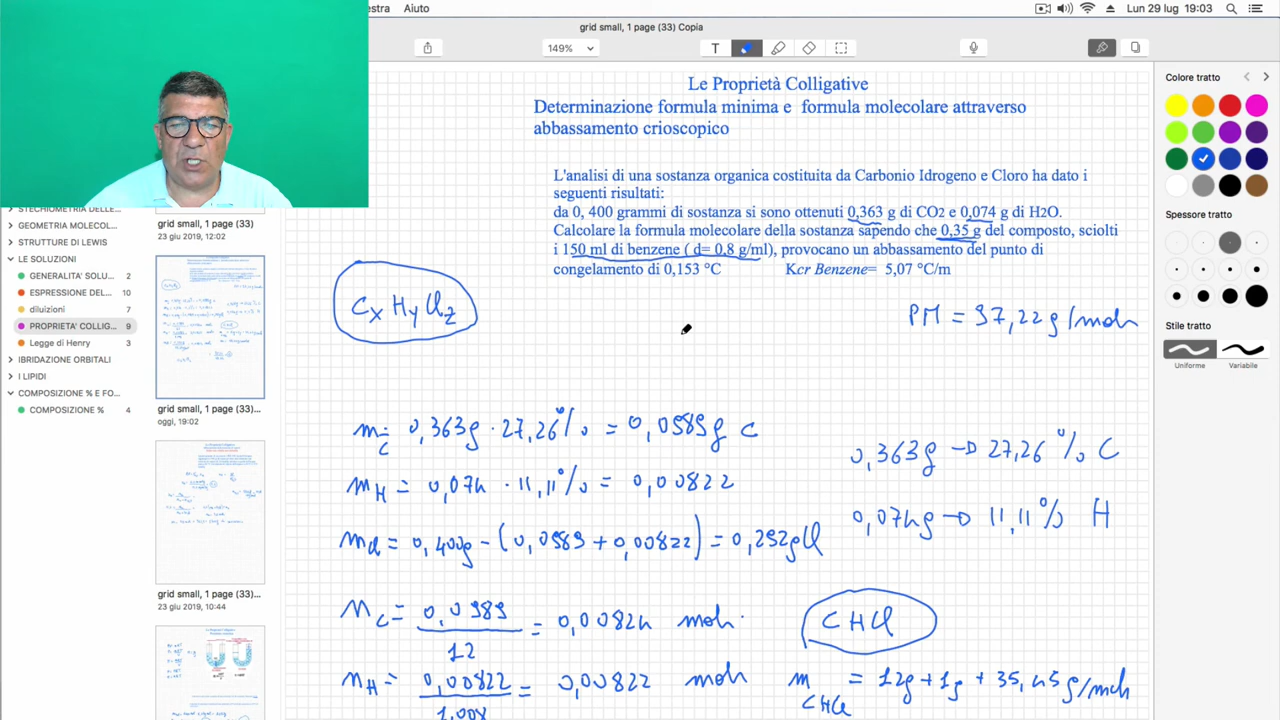 estra Aiuto Lun 29 lug 19:03
grid small, 1 page (33) Copia
149% T
Le Proprietà Colligative
Determinazione formula minima e formula molecolare attraverso
abbassamento crioscopico
L'analisi di una sostanza organica costituita da Carbonio Idrogeno e Cloro ha dato i
seguenti risultati:
da 0, 400 grammi di sostanza si sono ottenuti 0,363 g di CO2 e 0,074 g di H2O.
Calcolare la formula molecolare della sostanza sapendo che 0,35 g del composto, sciolti
i 150 ml di benzene ( d= 0,8 g/ml), provocano un abbassamento del punto di
congelamento di 0,153 °C Kcr Benzene= 5,07 °C/m
CxHyClz
PM = 97,22g/mole
mC = 0,363g · 27,26% = 0,0989g C
0,363g → 27,26% C
mH = 0,074 · 11,11% = 0,00822
0,074g → 11,11% H
mCl = 0,400g - (0,0989 + 0,00822) = 0,292g Cl
nC = 0,0989 / 12 = 0,00824 mol
CHCl
nH = 0,00822 / 1,008 = 0,00822 mol
mCHCl = 12g + 1g + 35,45g/mol
STECHIOMETRIA DELLE...
grid small, 1 page (33)
23 giu 2019, 12:02
GEOMETRIA MOLECOL...
STRUTTURE DI LEWIS
LE SOLUZIONI
GENERALITA' SOLU... 2
ESPRESSIONE DEL... 10
diluizioni 7
PROPRIETA' COLLIG... 9
Legge di Henry 3
IBRIDAZIONE ORBITALI
I LIPIDI
COMPOSIZIONE % E FO...
COMPOSIZIONE % 4
grid small, 1 page (33)...
oggi, 19:02
grid small, 1 page (33)...
23 giu 2019, 10:44
Colore tratto
Spessore tratto
Stile tratto
Uniforme Variabile